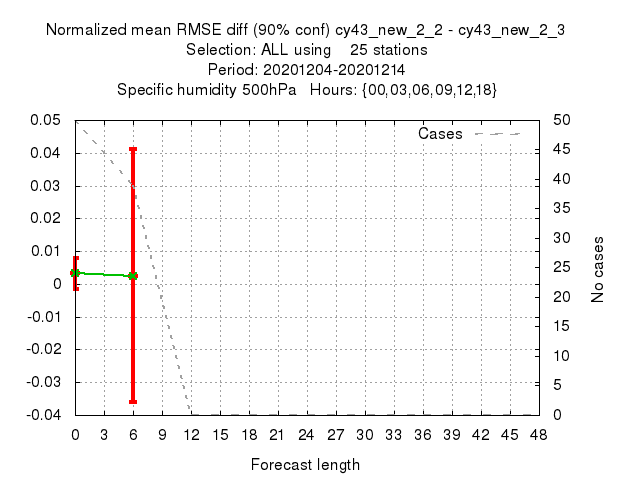 Normalized mean RMSE diff (90% conf) cy43_new_2_2 - cy43_new_2_3
Selection: ALL using 25 stations
Period: 20201204-20201214
Specific humidity 500hPa Hours: {00,03,06,09,12,18}
Cases
0.05
0.04
0.03
0.02
0.01
0
-0.01
-0.02
-0.03
-0.04
50
45
40
35
30
25
20
15
10
5
0
No cases
0 3 6 9 12 15 18 21 24 27 30 33 36 39 42 45 48
Forecast length